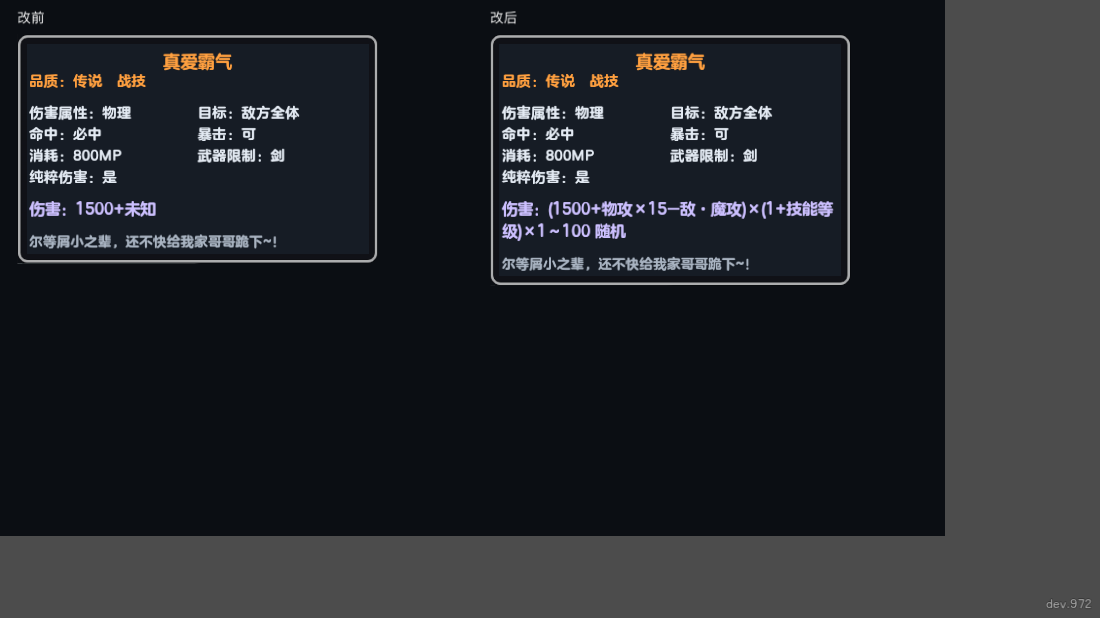 改前
真爱霸气
品质：传说 战技
伤害属性：物理 目标：敌方全体
命中：必中 暴击：可
消耗：800MP 武器限制：剑
纯粹伤害：是
伤害：1500+未知
尔等屑小之辈，还不快给我家哥哥跪下~！
改后
真爱霸气
品质：传说 战技
伤害属性：物理 目标：敌方全体
命中：必中 暴击：可
消耗：800MP 武器限制：剑
纯粹伤害：是
伤害：(1500+物攻×15−敌·魔攻)×(1+技能等
级)×1~100 随机
尔等屑小之辈，还不快给我家哥哥跪下~！
dev.972